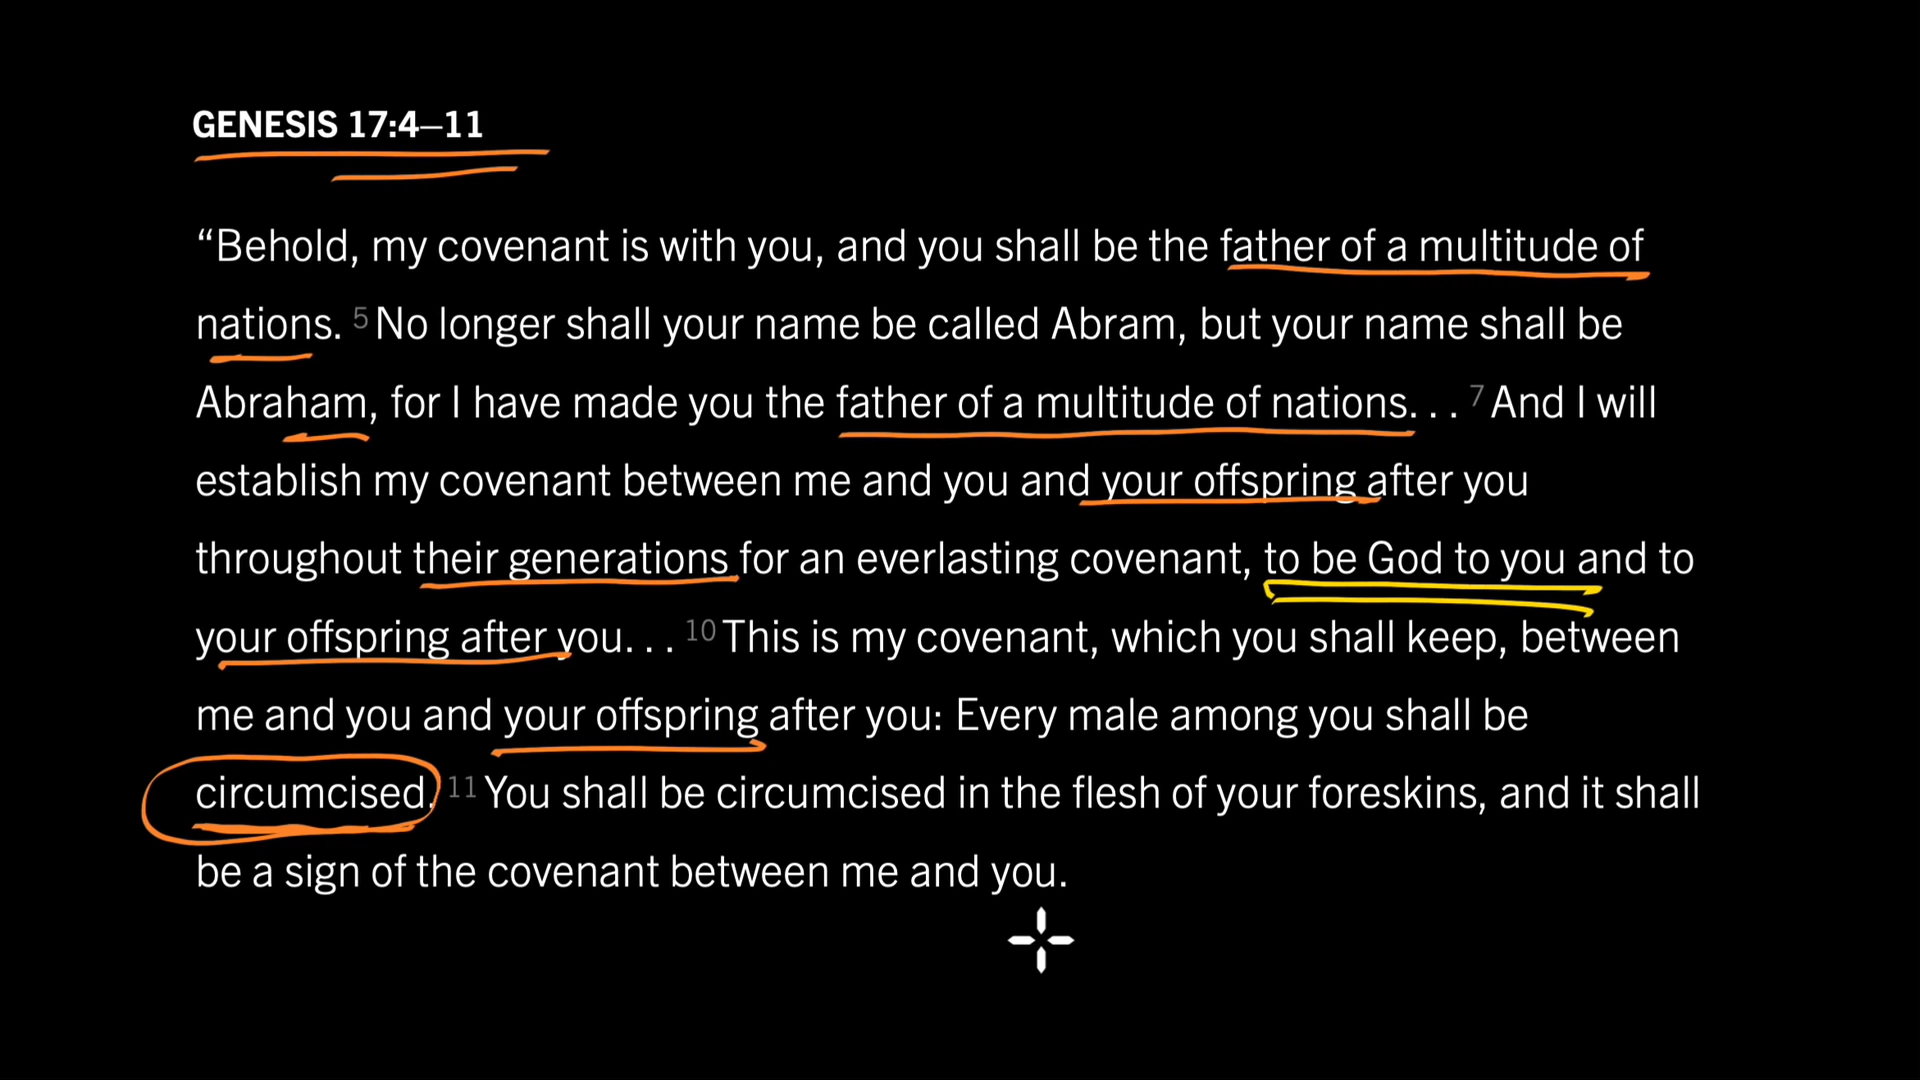 GENESIS 17:4–11
“Behold, my covenant is with you, and you shall be the father of a multitude of
nations. 5 No longer shall your name be called Abram, but your name shall be
Abraham, for I have made you the father of a multitude of nations. . . 7 And I will
establish my covenant between me and you and your offspring after you
throughout their generations for an everlasting covenant, to be God to you and to
your offspring after you. . . 10 This is my covenant, which you shall keep, between
me and you and your offspring after you: Every male among you shall be
circumcised. 11 You shall be circumcised in the flesh of your foreskins, and it shall
be a sign of the covenant between me and you.